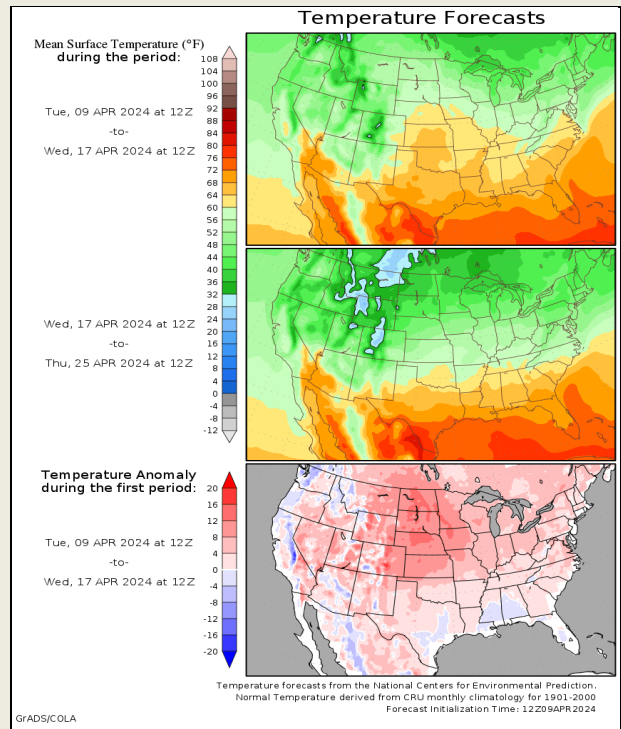 Temperature Forecasts
Mean Surface Temperature (°F)
during the period:
Tue, 09 APR 2024 at 12Z
-to-
Wed, 17 APR 2024 at 12Z
108
104
100
96
92
88
84
80
76
72
68
64
60
56
52
48
44
40
36
32
28
24
20
16
12
8
4
0
-4
-8
-12
Wed, 17 APR 2024 at 12Z
-to-
Thu, 25 APR 2024 at 12Z
Temperature Anomaly
during the first period:
Tue, 09 APR 2024 at 12Z
-to-
Wed, 17 APR 2024 at 12Z
20
16
12
8
4
0
-4
-8
-12
-16
-20
Temperature forecasts from the National Centers for Environmental Prediction.
Normal Temperature derived from CRU monthly climatology for 1901-2000
Forecast Initialization Time: 12Z09APR2024
GrADS/COLA